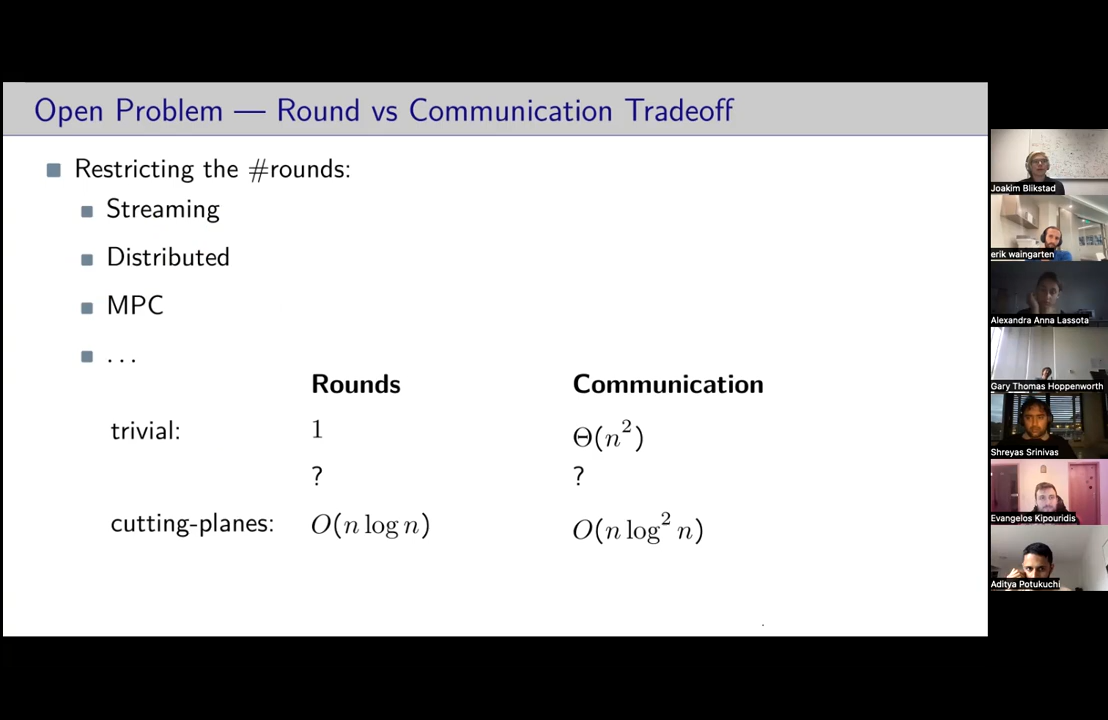 Open Problem — Round vs Communication Tradeoff
Restricting the #rounds:
Streaming
Distributed
MPC
...
Rounds Communication
trivial: 1 Θ(n²)
? ?
cutting-planes: O(n log n) O(n log² n)
Joakim Blikstad
erik waingarten
Alexandra Anna Lassota
Gary Thomas Hoppenworth
Shreyas Srinivas
Evangelos Kipouridis
Aditya Potukuchi